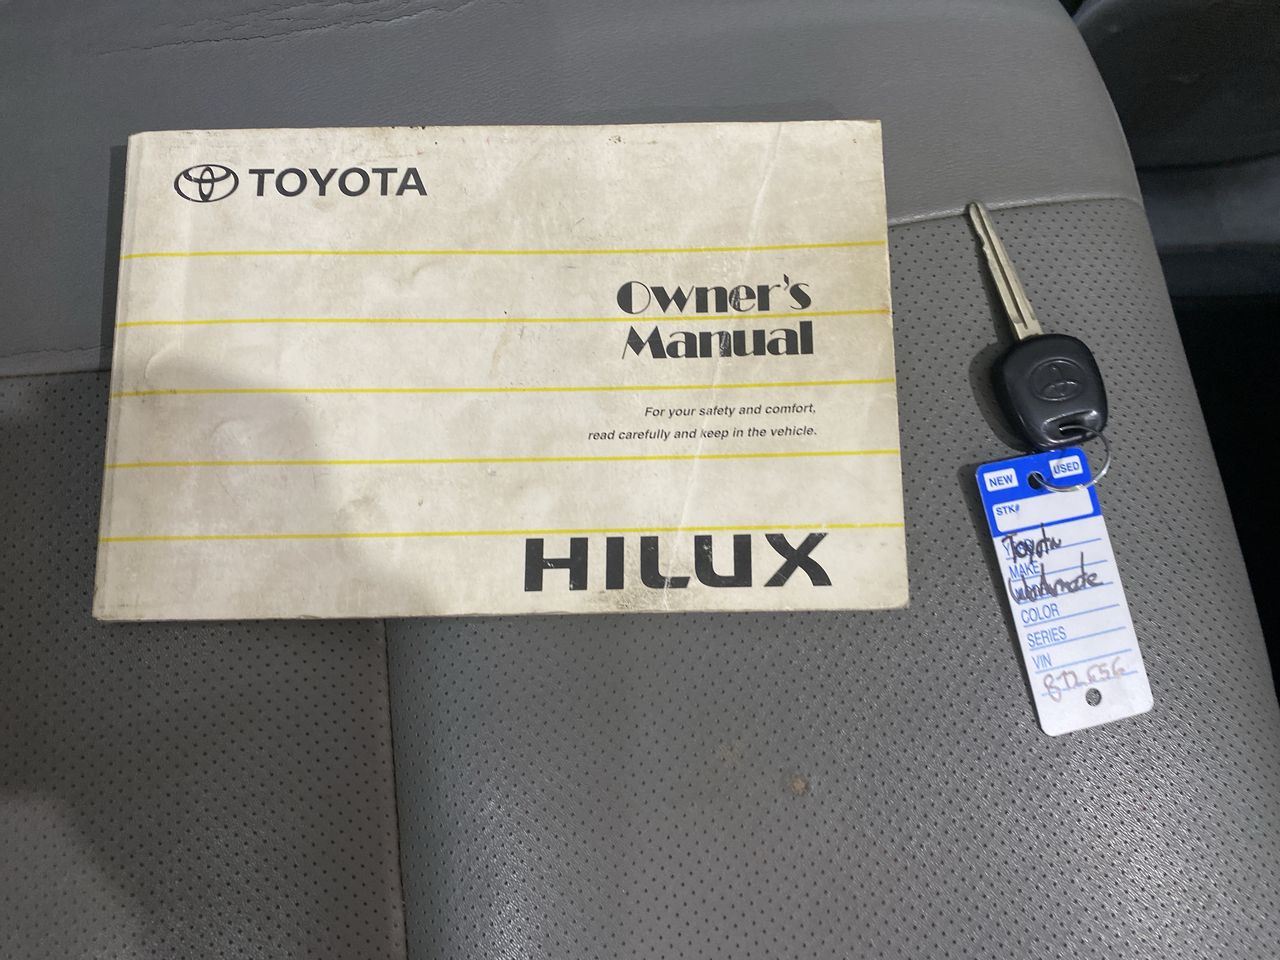 TOYOTA
Owner's
Manual
For your safety and comfort,
read carefully and keep in the vehicle.
HILUX
NEW USED
STK#
Toyota
MAKE
Workmate
COLOR
SERIES
VIN